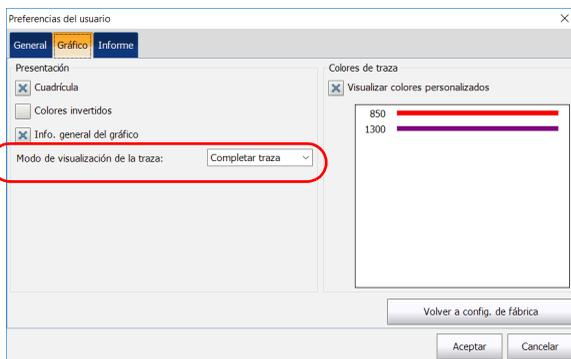 Preferencias del usuario
General Gráfico Informe
Presentación
Cuadrícula
Colores invertidos
Info. general del gráfico
Modo de visualización de la traza: Completar traza
Colores de traza
Visualizar colores personalizados
850
1300
Volver a config. de fábrica
Aceptar Cancelar